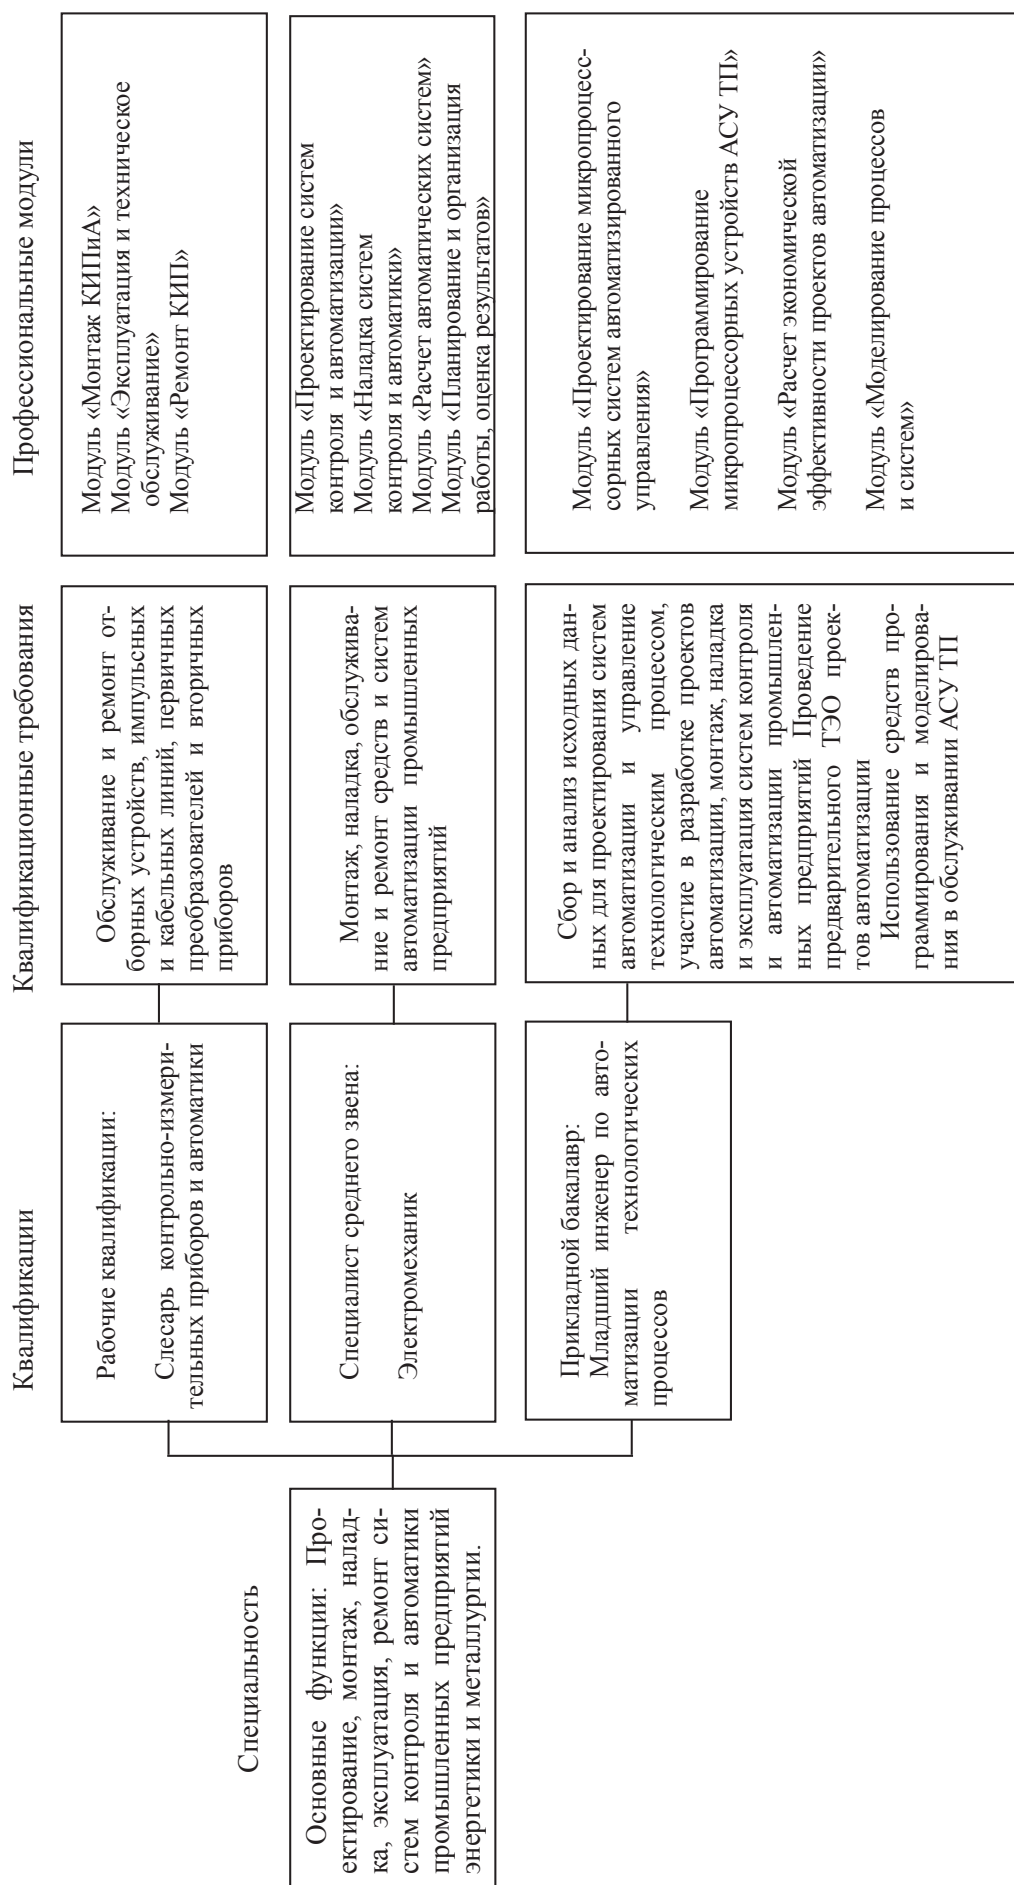 Специальность
Основные функции: Про-
ектирование, монтаж, налад-
ка, эксплуатация, ремонт си-
стем контроля и автоматики
промышленных предприятий
энергетики и металлургии.
Квалификации
Рабочие квалификации:
Слесарь контрольно-измери-
тельных приборов и автоматики
Специалист среднего звена:
Электромеханик
Прикладной бакалавр:
Младший инженер по авто-
матизации технологических
процессов
Квалификационные требования
Обслуживание и ремонт от-
борных устройств, импульсных
и кабельных линий, первичных
преобразователей и вторичных
приборов
Монтаж, наладка, обслужива-
ние и ремонт средств и систем
автоматизации промышленных
предприятий
Сбор и анализ исходных дан-
ных для проектирования систем
автоматизации и управление
технологическим процессом,
участие в разработке проектов
автоматизации, монтаж, наладка
и эксплуатация систем контроля
и автоматизации промышлен-
ных предприятий Проведение
предварительного ТЭО проек-
тов автоматизации
Использование средств про-
граммирования и моделирова-
ния в обслуживании АСУ ТП
Профессиональные модули
Модуль «Монтаж КИПиА»
Модуль «Эксплуатация и техническое
обслуживание»
Модуль «Ремонт КИП»
Модуль «Проектирование систем
контроля и автоматизации»
Модуль «Наладка систем
контроля и автоматики»
Модуль «Расчет автоматических систем»
Модуль «Планирование и организация
работы, оценка результатов»
Модуль «Проектирование микропроцесс-
сорных систем автоматизированного
управления»
Модуль «Программирование
микропроцессорных устройств АСУ ТП»
Модуль «Расчет экономической
эффективности проектов автоматизации»
Модуль «Моделирование процессов
и систем»